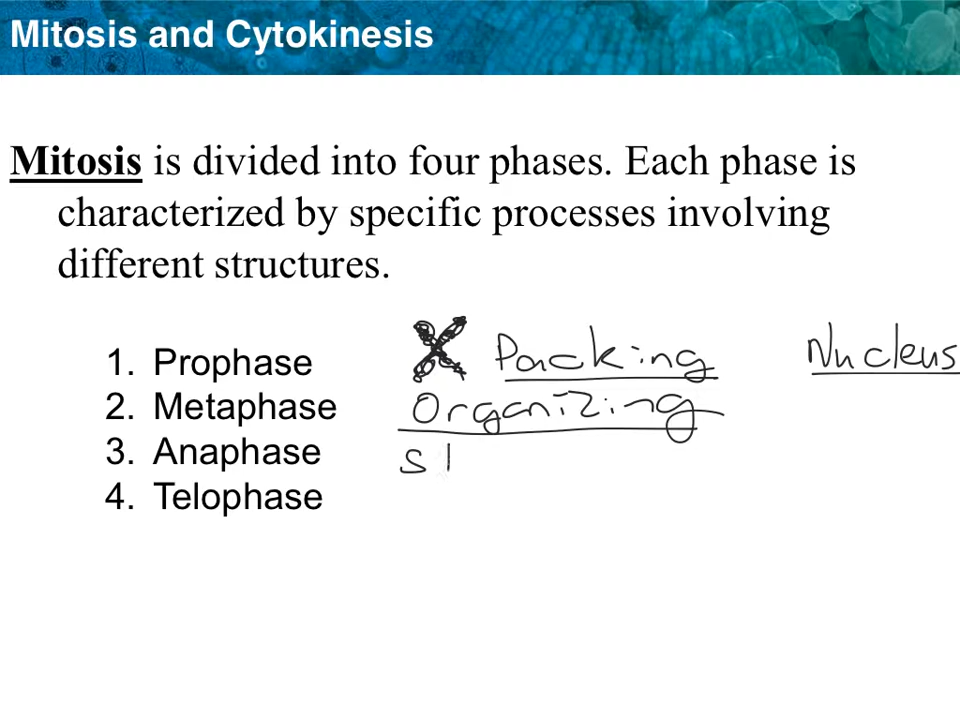 Mitosis and Cytokinesis
Mitosis is divided into four phases. Each phase is
characterized by specific processes involving
different structures.
1. Prophase Packing Nucleus
2. Metaphase Organizing
3. Anaphase
4. Telophase